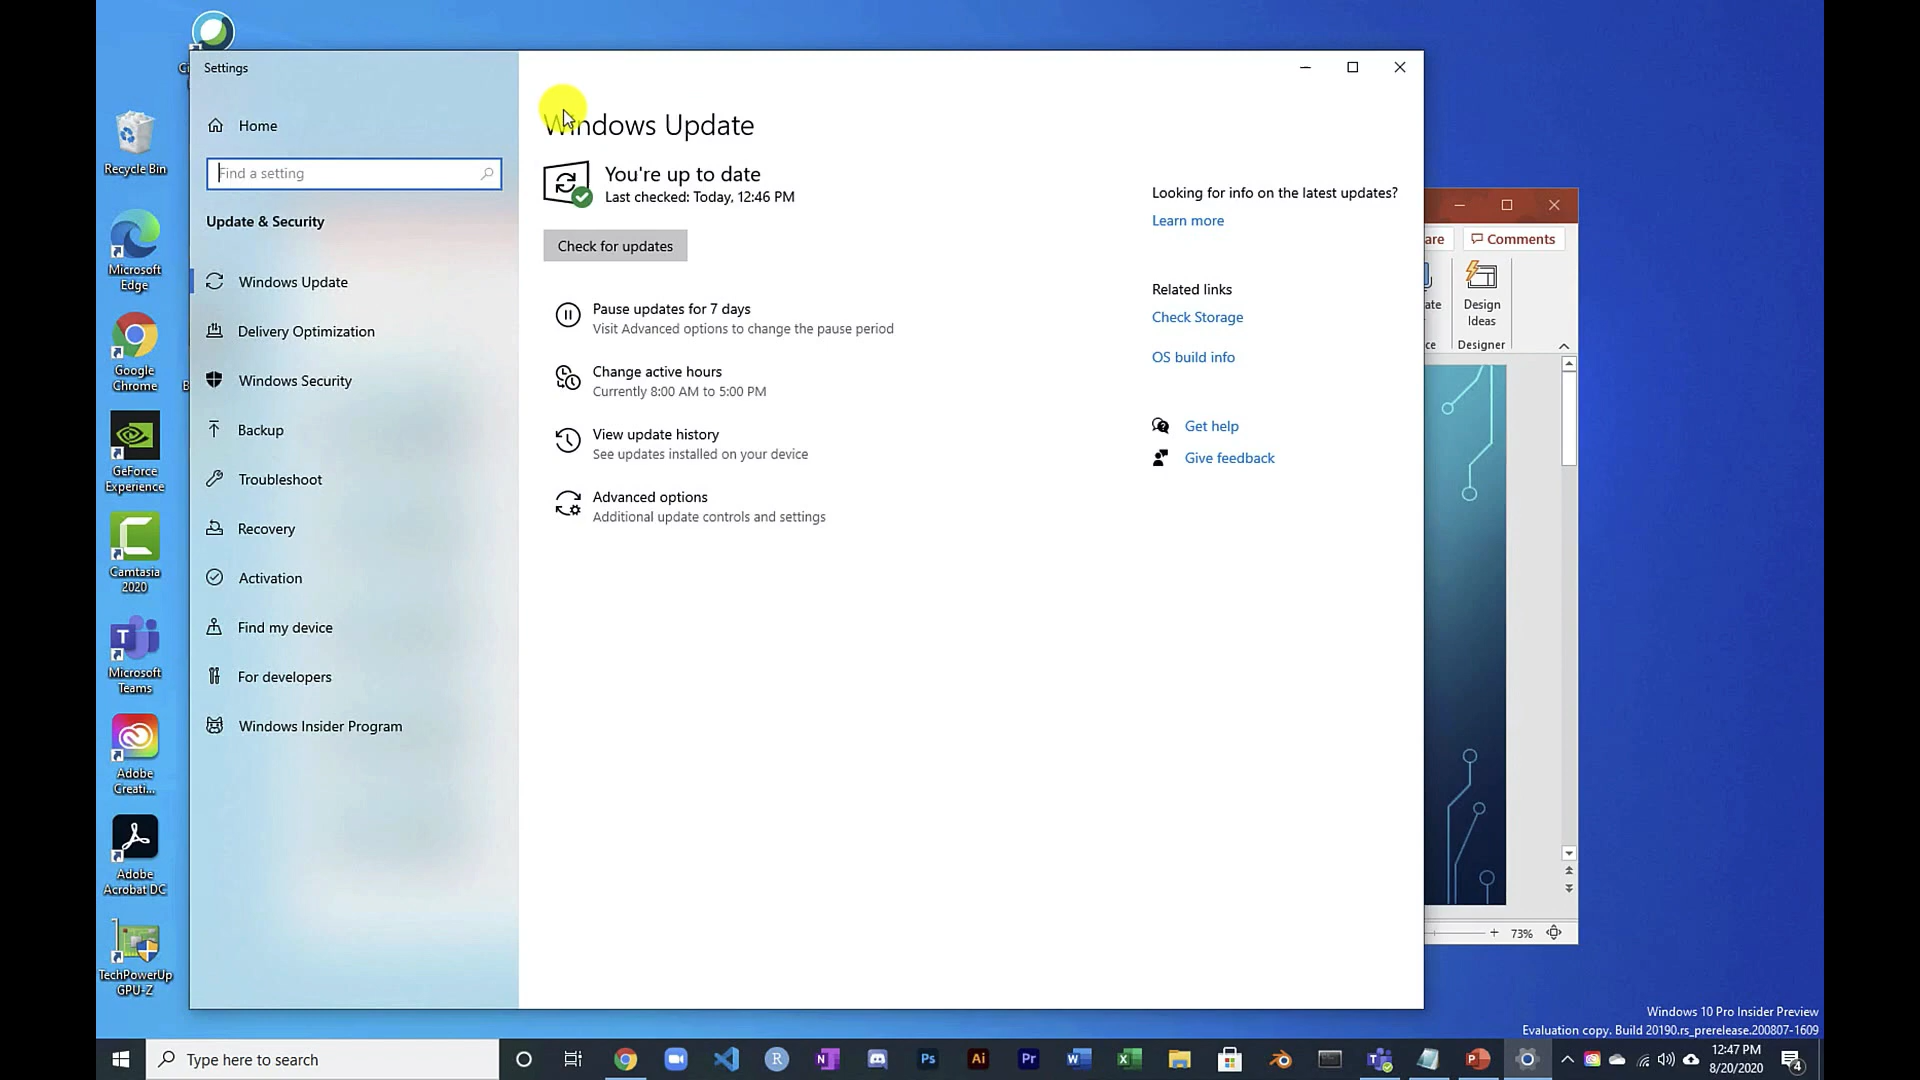 Settings
Home
Find a setting
Update & Security
Windows Update
Delivery Optimization
Windows Security
Backup
Troubleshoot
Recovery
Activation
Find my device
For developers
Windows Insider Program
Windows Update
You're up to date
Last checked: Today, 12:46 PM
Check for updates
Pause updates for 7 days
Visit Advanced options to change the pause period
Change active hours
Currently 8:00 AM to 5:00 PM
View update history
See updates installed on your device
Advanced options
Additional update controls and settings
Looking for info on the latest updates?
Learn more
Related links
Check Storage
OS build info
Get help
Give feedback
Comments
Design
Ideas
Designer
73%
Recycle Bin
Microsoft
Edge
Google
Chrome
GeForce
Experience
Camtasia
2020
Microsoft
Teams
Adobe
Creati...
Adobe
Acrobat DC
TechPowerUp
GPU-Z
Windows 10 Pro Insider Preview
Evaluation copy. Build 20190.rs_prerelease.200807-1609
Type here to search
R
N
Ps
Ai
Pr
12:47 PM
8/20/2020
4